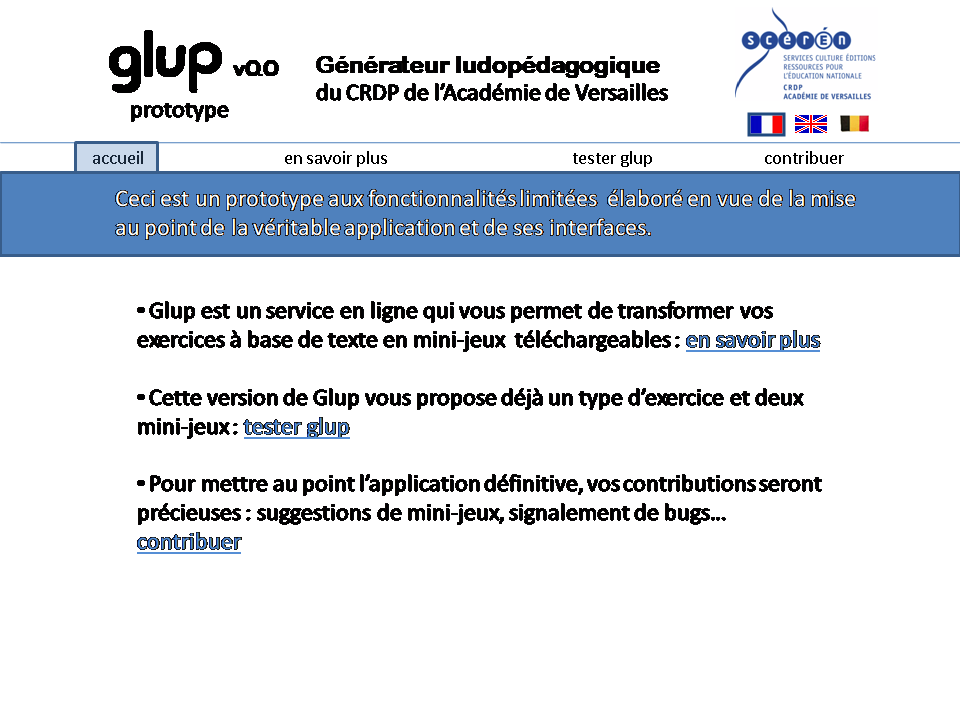 glup v0.0
prototype
Générateur ludopédagogique
du CRDP de l’Académie de Versailles
scérén
SERVICES CULTURE ÉDITIONS
RESSOURCES POUR
L’ÉDUCATION NATIONALE
CRDP
ACADÉMIE DE VERSAILLES
accueil en savoir plus tester glup contribuer
Ceci est un prototype aux fonctionnalités limitées élaboré en vue de la mise
au point de la véritable application et de ses interfaces.
• Glup est un service en ligne qui vous permet de transformer vos
exercices à base de texte en mini-jeux téléchargeables : en savoir plus
• Cette version de Glup vous propose déjà un type d’exercice et deux
mini-jeux : tester glup
• Pour mettre au point l’application définitive, vos contributions seront
précieuses : suggestions de mini-jeux, signalement de bugs…
contribuer